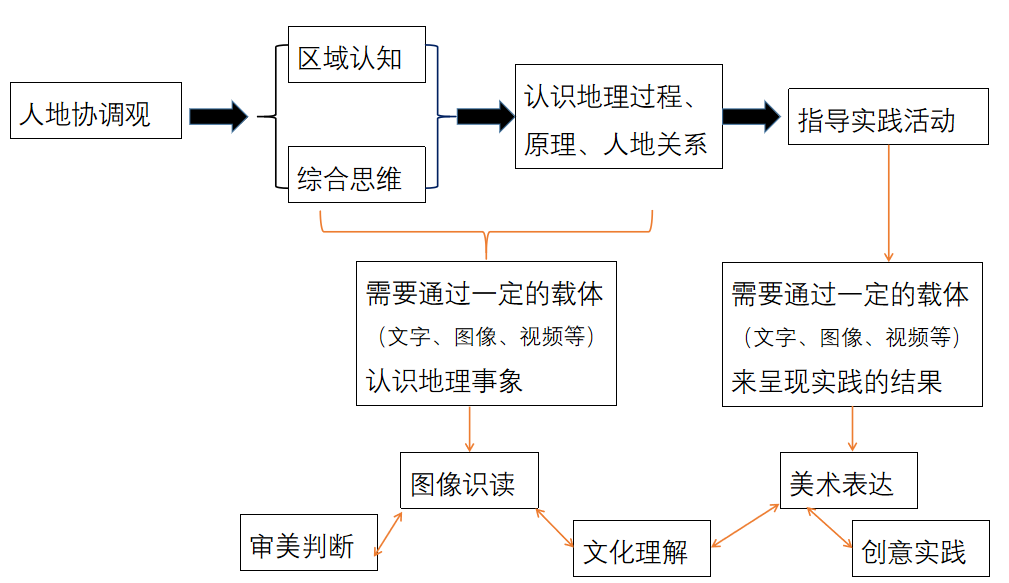 人地协调观
区域认知
综合思维
认识地理过程、
原理、人地关系
指导实践活动
需要通过一定的载体
（文字、图像、视频等）
认识地理事象
需要通过一定的载体
（文字、图像、视频等）
来呈现实践的结果
图像识读
美术表达
审美判断
文化理解
创意实践